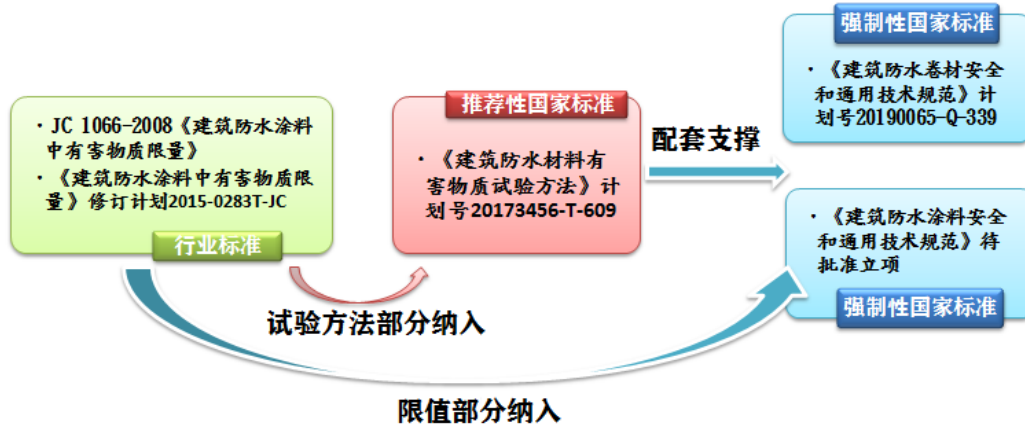 · JC 1066-2008《建筑防水涂料
中有害物质限量》
· 《建筑防水涂料中有害物质限
量》修订计划2015-0283T-JC
行业标准
推荐性国家标准
· 《建筑防水材料有
害物质试验方法》计
划号20173456-T-609
配套支撑
强制性国家标准
· 《建筑防水卷材安全
和通用技术规范》计
划号20190065-Q-339
· 《建筑防水涂料安全
和通用技术规范》待
批准立项
强制性国家标准
试验方法部分纳入
限值部分纳入